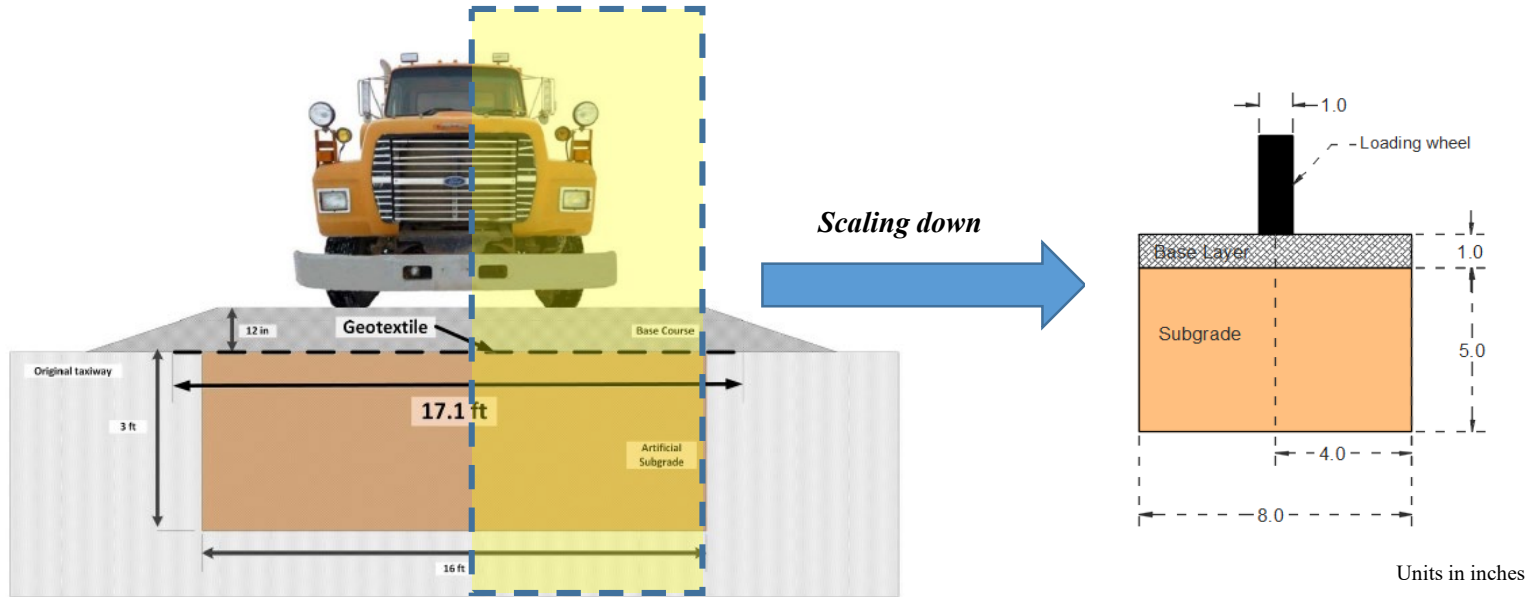 Scaling down
12 in
Geotextile
Base Course
Original taxiway
17.1 ft
3 ft
Artificial
Subgrade
16 ft
1.0
Loading wheel
Base Layer
1.0
Subgrade
5.0
4.0
8.0
Units in inches